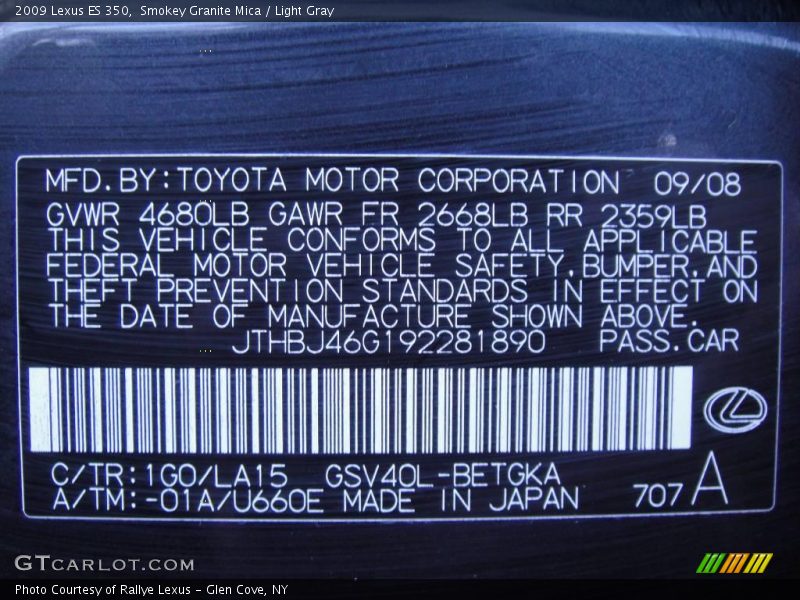 2009 Lexus ES 350,  Smokey Granite Mica / Light Gray
MFD.BY:TOYOTA MOTOR CORPORATION 09/08
GVWR 4680LB GAWR FR 2668LB RR 2359LB
THIS VEHICLE CONFORMS TO ALL APPLICABLE
FEDERAL MOTOR VEHICLE SAFETY,BUMPER,AND
THEFT PREVENTION STANDARDS IN EFFECT ON
THE DATE OF MANUFACTURE SHOWN ABOVE.
JTHBJ46G192281890 PASS.CAR
C/TR:1G0/LA15 GSV40L-BETGKA
A/TM:-01A/U660E MADE IN JAPAN 707 A
GTCARLOT.COM
Photo Courtesy of Rallye Lexus - Glen Cove, NY